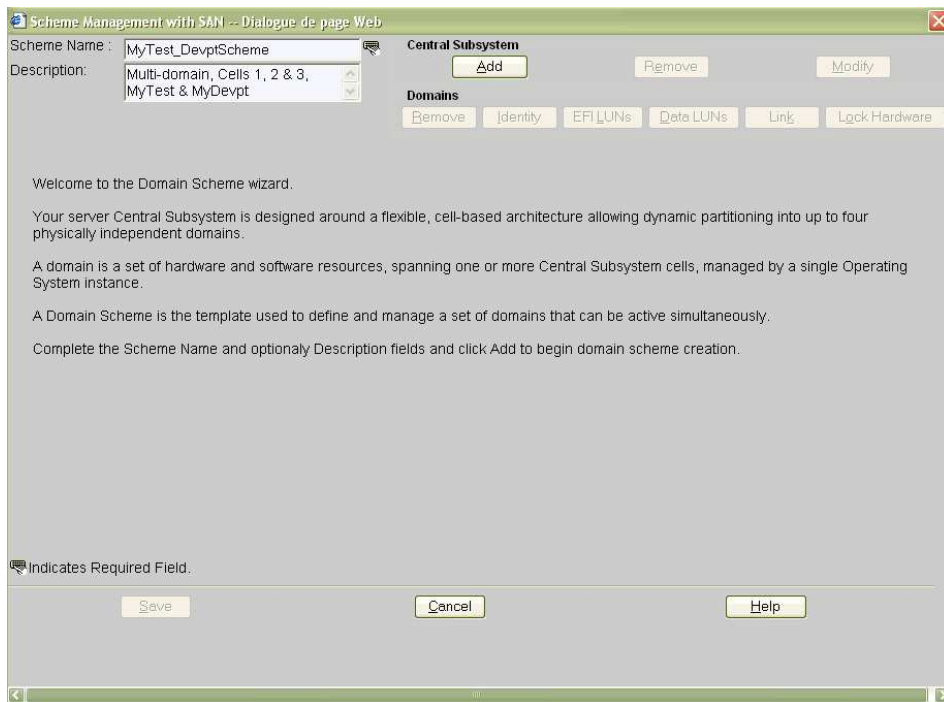 Scheme Management with SAN -- Dialogue de page Web
Scheme Name :
MyTest_DevptScheme
Description:
Multi-domain, Cells 1, 2 & 3,
MyTest & MyDevpt
Central Subsystem
Add
Remove
Modify
Domains
Remove
Identity
EFI LUNs
Data LUNs
Link
Lock Hardware
Welcome to the Domain Scheme wizard.
Your server Central Subsystem is designed around a flexible, cell-based architecture allowing dynamic partitioning into up to four
physically independent domains.
A domain is a set of hardware and software resources, spanning one or more Central Subsystem cells, managed by a single Operating
System instance.
A Domain Scheme is the template used to define and manage a set of domains that can be active simultaneously.
Complete the Scheme Name and optionaly Description fields and click Add to begin domain scheme creation.
Indicates Required Field.
Save
Cancel
Help